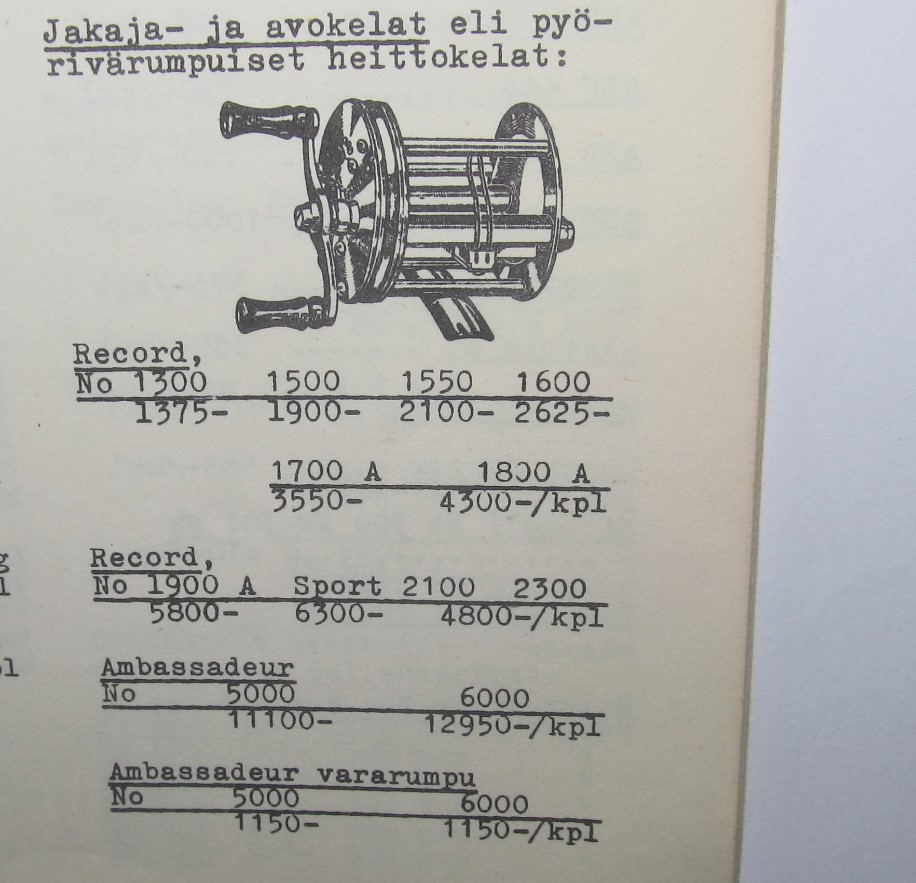 Jakaja- ja avokelat eli pyö-
rivärumpuiset heittokelat:
Record,
No 1300 1500 1550 1600
1375- 1900- 2100- 2625-
1700 A 1800 A
3550- 4300-/kpl
Record,
No 1900 A Sport 2100 2300
5800- 6300- 4800-/kpl
Ambassadeur
No 5000 6000
11100- 12950-/kpl
Ambassadeur vararumpu
No 5000 6000
1150- 1150-/kpl